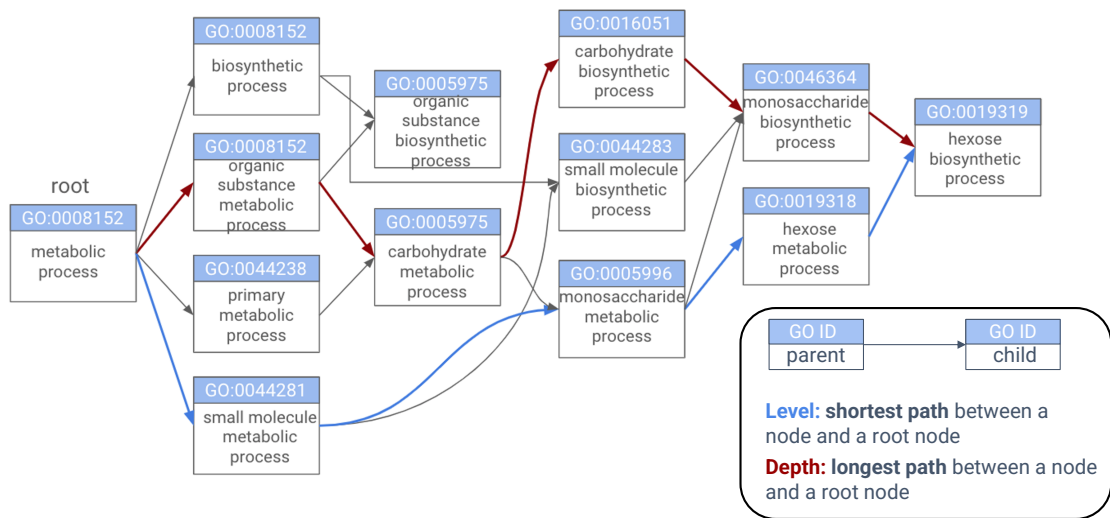 root
GO:0008152
metabolic
process
GO:0008152
biosynthetic
process
GO:0008152
organic
substance
metabolic
process
GO:0044238
primary
metabolic
process
GO:0044281
small molecule
metabolic
process
GO:0005975
organic
substance
biosynthetic
process
GO:0005975
carbohydrate
metabolic
process
GO:0016051
carbohydrate
biosynthetic
process
GO:0044283
small molecule
biosynthetic
process
GO:0005996
monosaccharide
metabolic
process
GO:0046364
monosaccharide
biosynthetic
process
GO:0019318
hexose
metabolic
process
GO:0019319
hexose
biosynthetic
process
GO ID
parent
GO ID
child
Level: shortest path between a
node and a root node
Depth: longest path between a node
and a root node